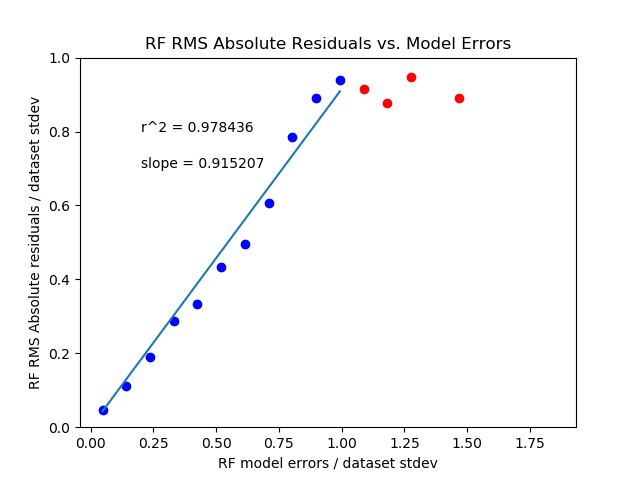 RF RMS Absolute Residuals vs. Model Errors
1.0
0.8
0.6
0.4
0.2
0.0
RF RMS Absolute residuals / dataset stdev
r^2 = 0.978436
slope = 0.915207
0.00 0.25 0.50 0.75 1.00 1.25 1.50 1.75
RF model errors / dataset stdev